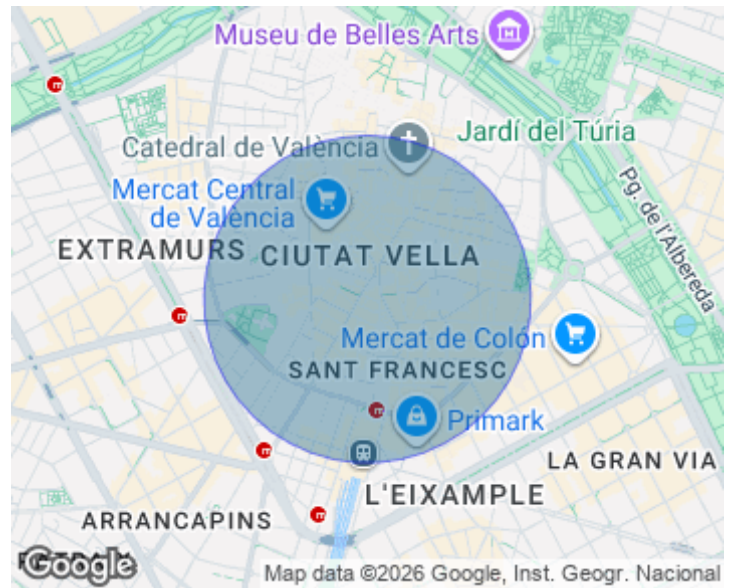 Museu de Belles Arts
Jardí del Túria
Catedral de València
Mercat Central
de València
Pg. de l'Albereda
EXTRAMURS
CIUTAT VELLA
Mercat de Colón
SANT FRANCESC
Primark
LA GRAN VIA
L'EIXAMPLE
ARRANCAPINS
Google
Map data ©2026 Google, Inst. Geogr. Nacional